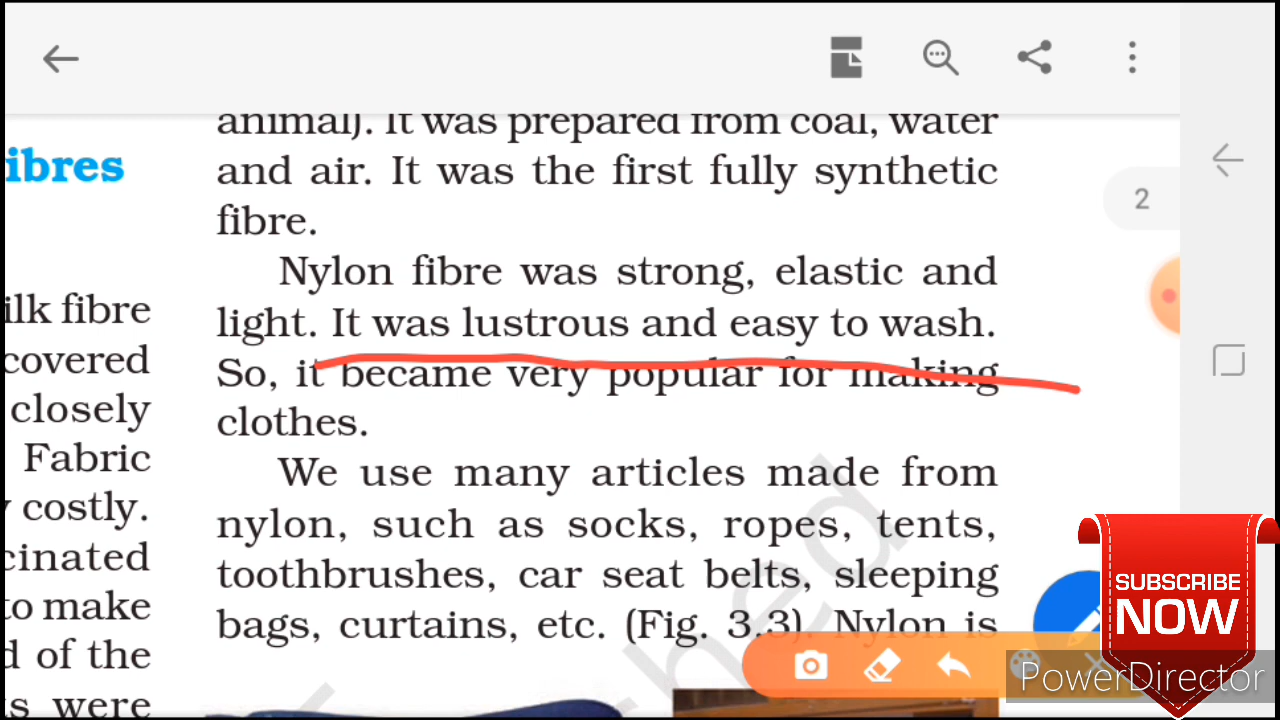 ibres
ilk fibre
covered
closely
Fabric
costly.
cinated
to make
d of the
s were
animal). It was prepared from coal, water
and air. It was the first fully synthetic
fibre.
Nylon fibre was strong, elastic and
light. It was lustrous and easy to wash.
So, it became very popular for making
clothes.
We use many articles made from
nylon, such as socks, ropes, tents,
toothbrushes, car seat belts, sleeping
bags, curtains, etc. (Fig. 3.3). Nylon is
2
SUBSCRIBE
NOW
PowerDirector